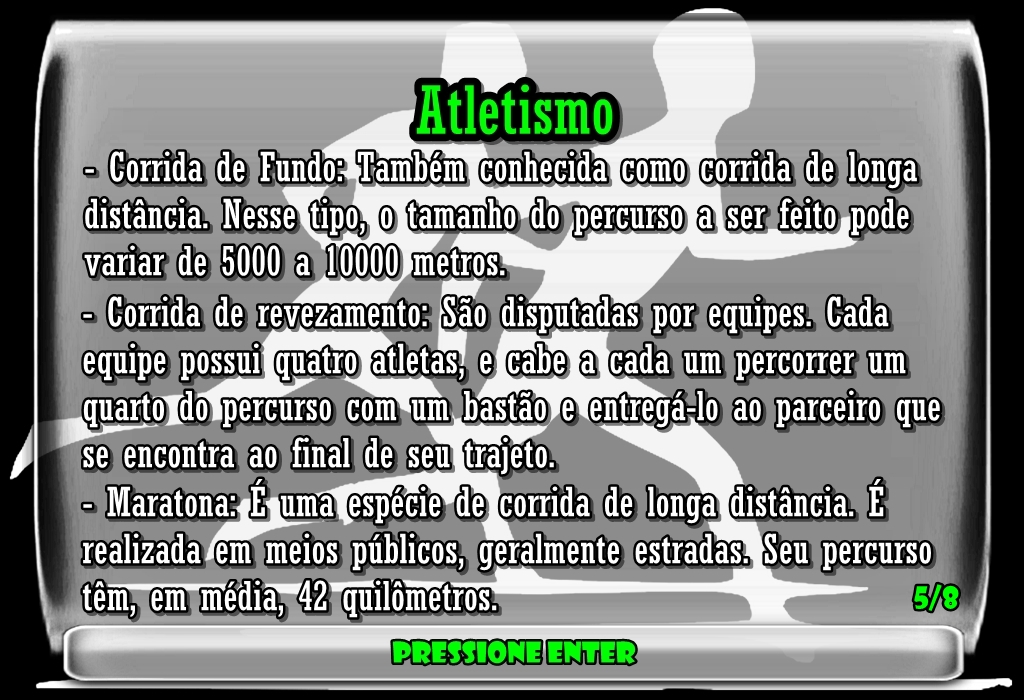 Atletismo
- Corrida de Fundo: Também conhecida como corrida de longa
distância. Nesse tipo, o tamanho do percurso a ser feito pode
variar de 5000 a 10000 metros.
- Corrida de revezamento: São disputadas por equipes. Cada
equipe possui quatro atletas, e cabe a cada um percorrer um
quarto do percurso com um bastão e entregá-lo ao parceiro que
se encontra ao final de seu trajeto.
- Maratona: É uma espécie de corrida de longa distância. É
realizada em meios públicos, geralmente estradas. Seu percurso
têm, em média, 42 quilômetros.
5/8
PRESSIONE ENTER